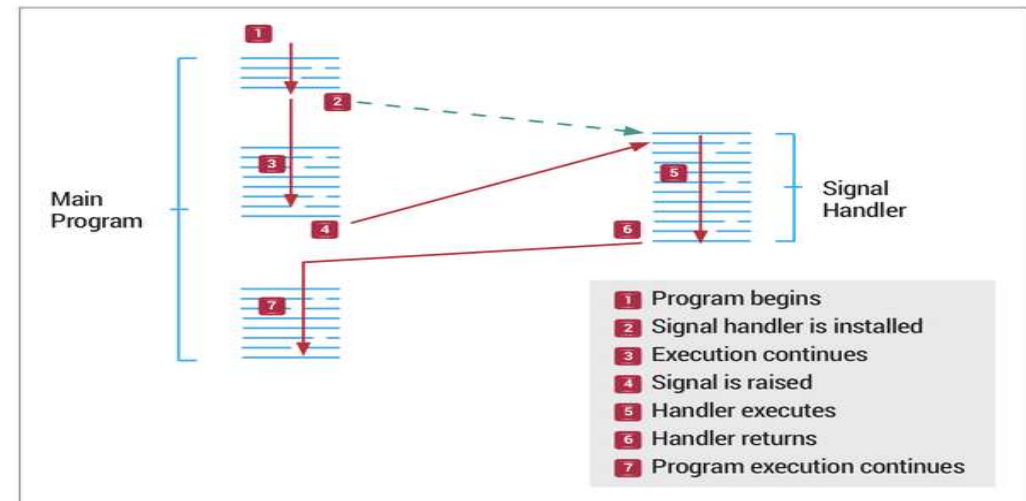 1
2
3
4
5
6
7
Main
Program
Signal
Handler
1 Program begins
2 Signal handler is installed
3 Execution continues
4 Signal is raised
5 Handler executes
6 Handler returns
7 Program execution continues